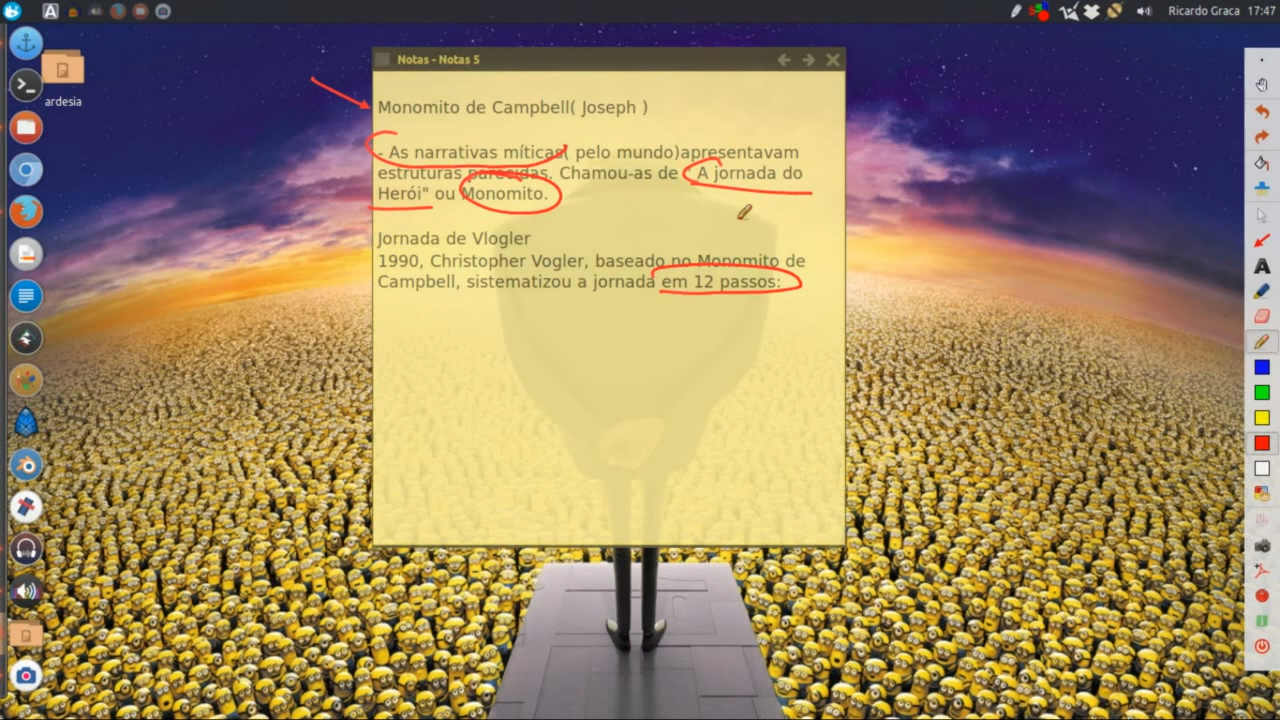 Ricardo Graca 17:47
ardesia
Notas - Notas 5
Monomito de Campbell( Joseph )
- As narrativas míticas( pelo mundo)apresentavam
estruturas parecidas. Chamou-as de " A jornada do
Herói" ou Monomito.
Jornada de Vlogler
1990, Christopher Vogler, baseado no Monomito de
Campbell, sistematizou a jornada em 12 passos: